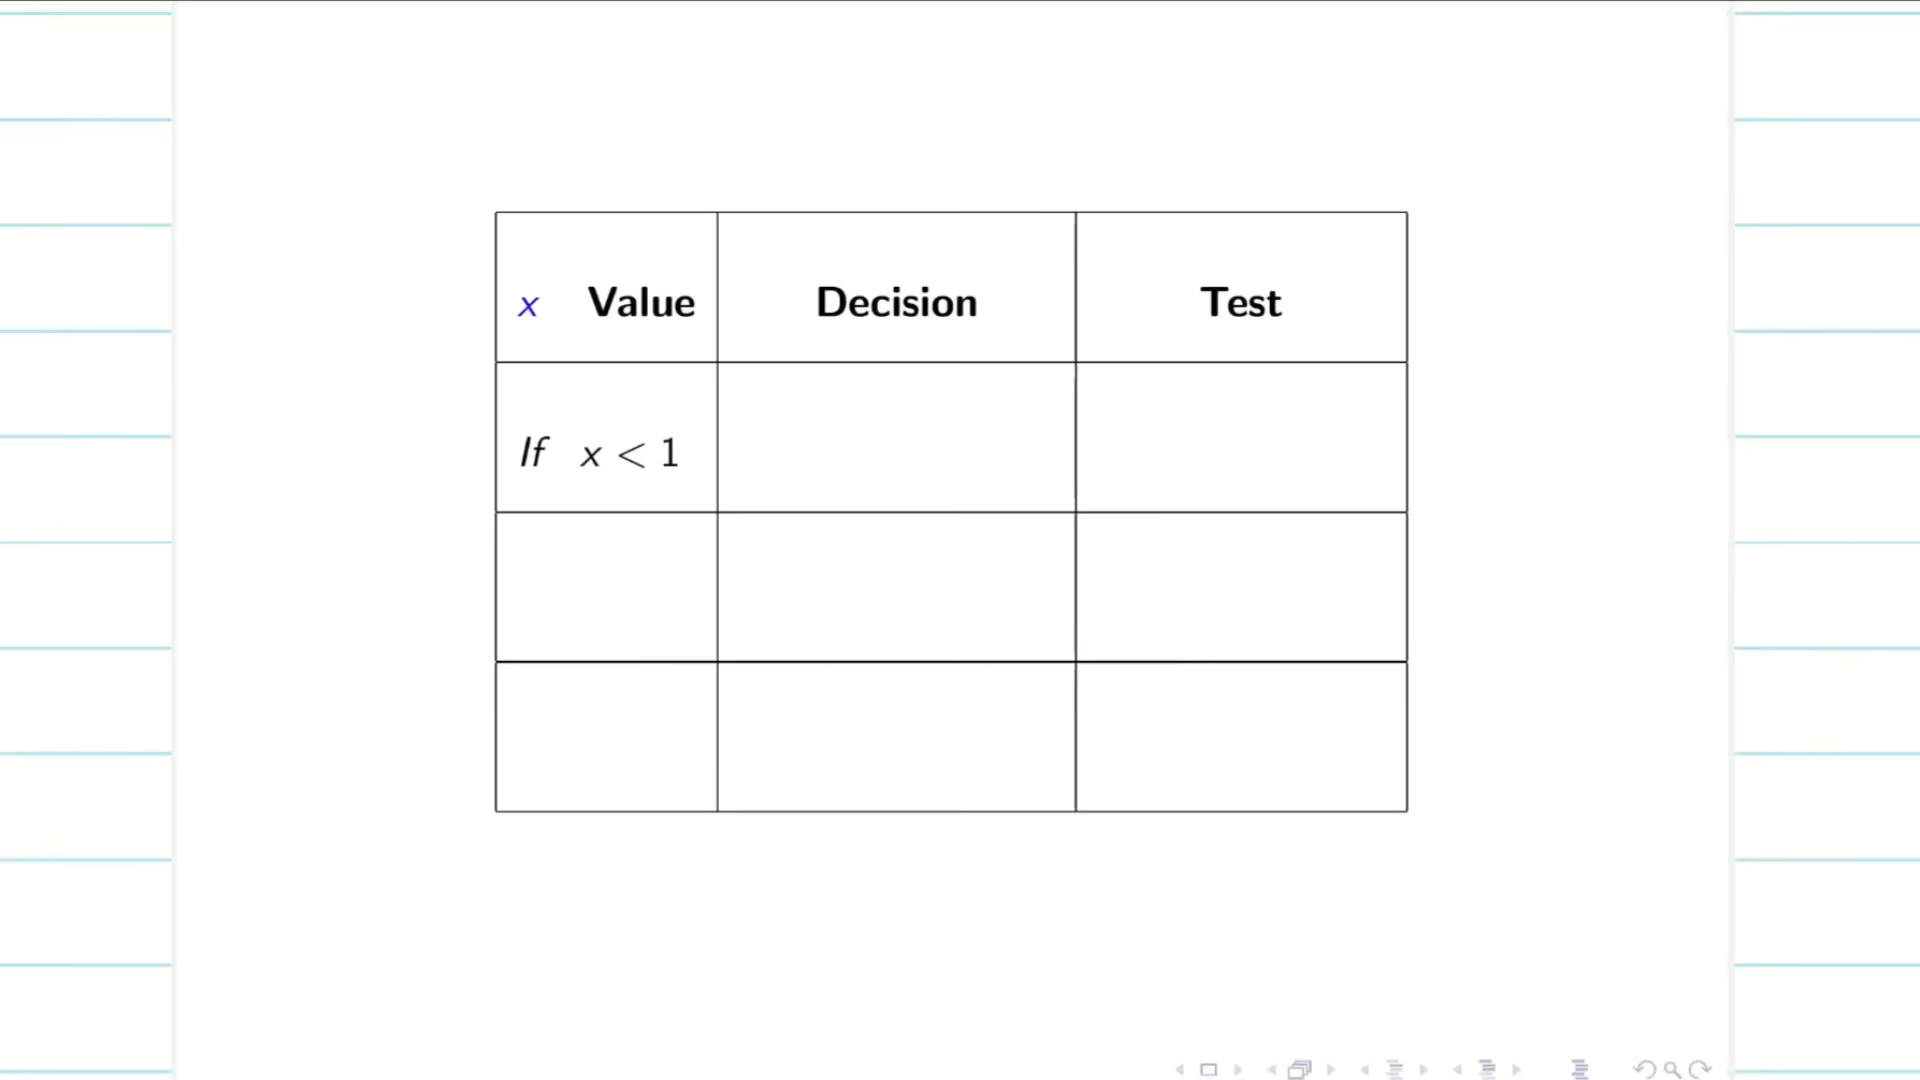 x Value Decision Test
If x < 1